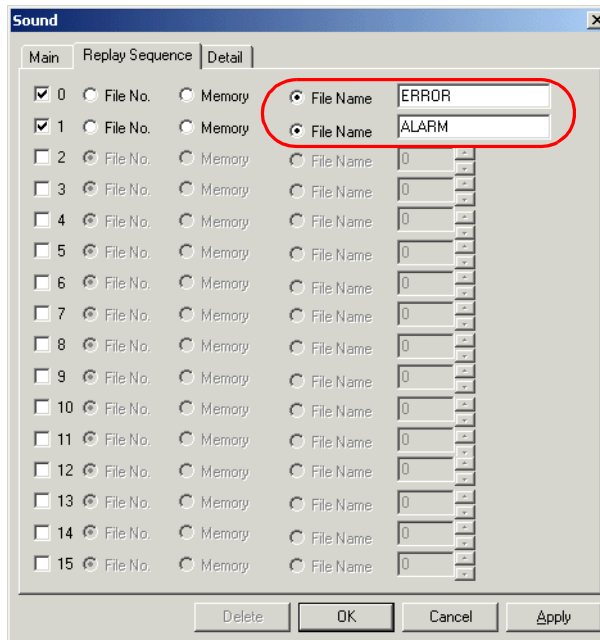 Sound
Main Replay Sequence Detail
0 File No. Memory File Name ERROR
1 File No. Memory File Name ALARM
2 File No. Memory File Name 0
3 File No. Memory File Name 0
4 File No. Memory File Name 0
5 File No. Memory File Name 0
6 File No. Memory File Name 0
7 File No. Memory File Name 0
8 File No. Memory File Name 0
9 File No. Memory File Name 0
10 File No. Memory File Name 0
11 File No. Memory File Name 0
12 File No. Memory File Name 0
13 File No. Memory File Name 0
14 File No. Memory File Name 0
15 File No. Memory File Name 0
Delete OK Cancel Apply